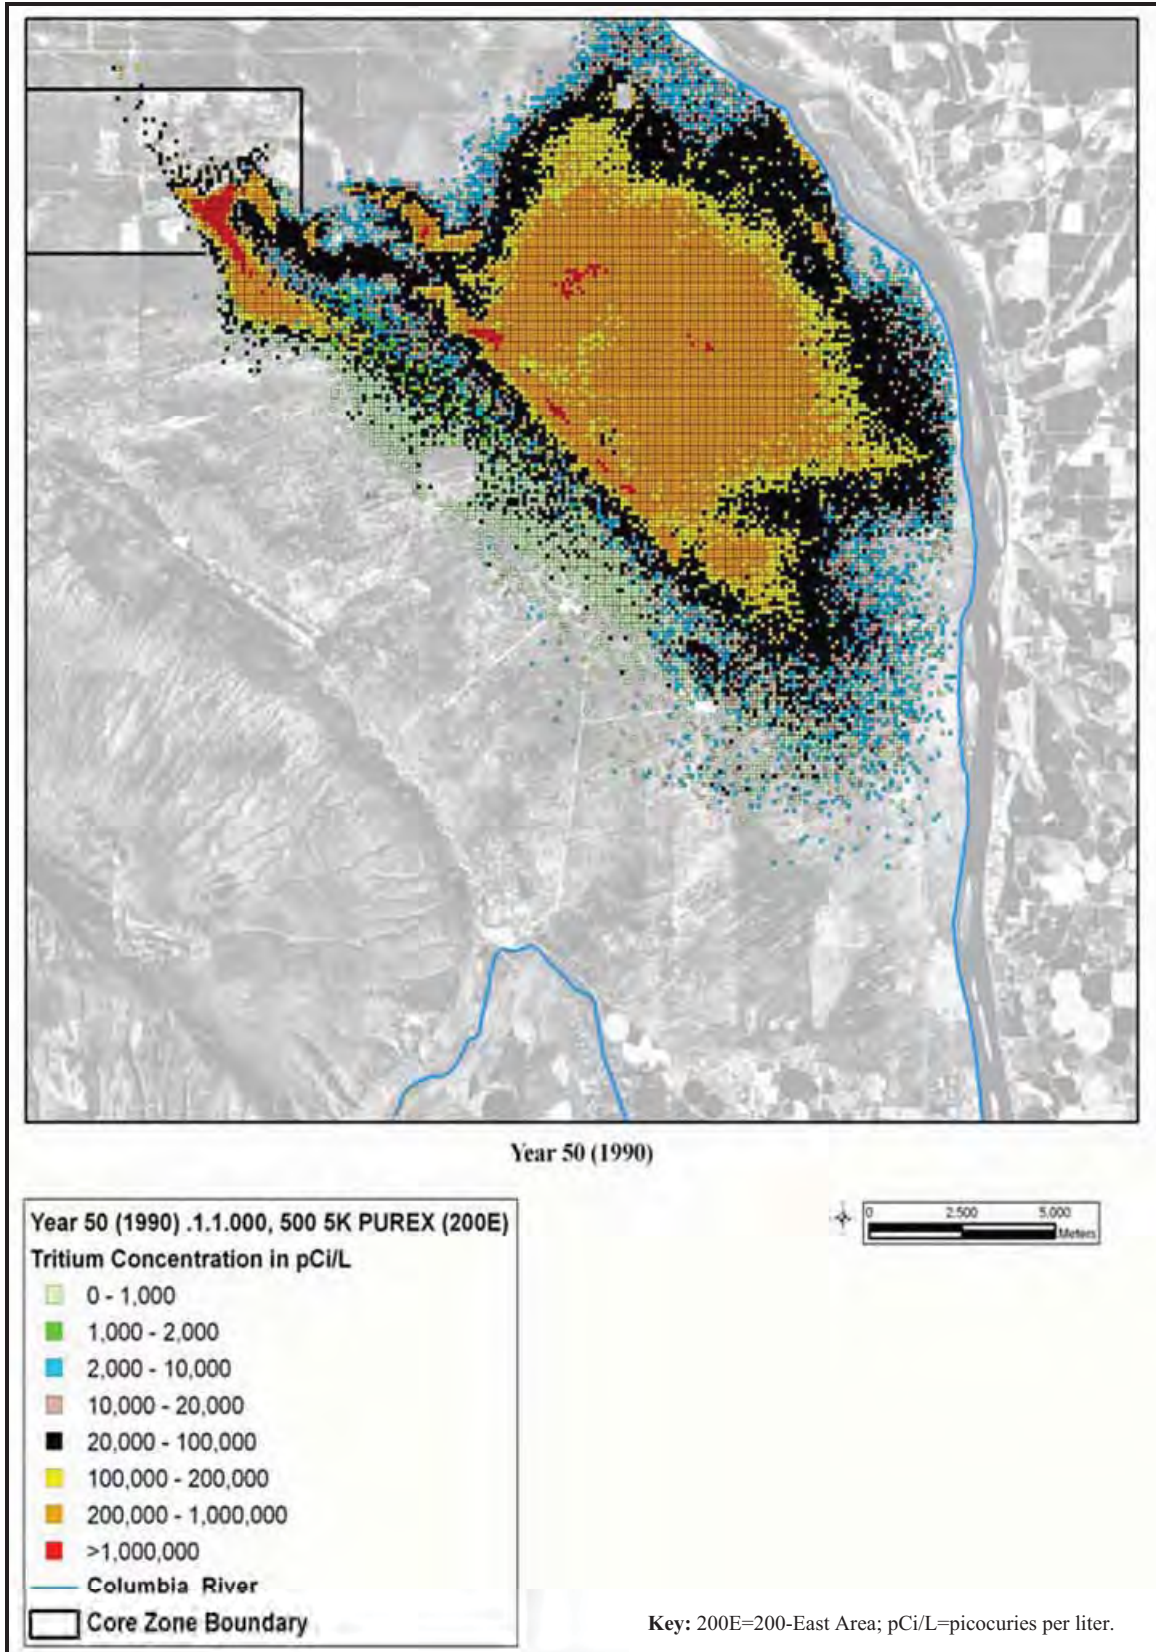 Year 50 (1990)
Year 50 (1990) .1.1.000, 500 5K PUREX (200E)
Tritium Concentration in pCi/L
0 - 1,000
1,000 - 2,000
2,000 - 10,000
10,000 - 20,000
20,000 - 100,000
100,000 - 200,000
200,000 - 1,000,000
>1,000,000
Columbia River
Core Zone Boundary
0 2,500 5,000
Meters
Key: 200E=200-East Area; pCi/L=picocuries per liter.